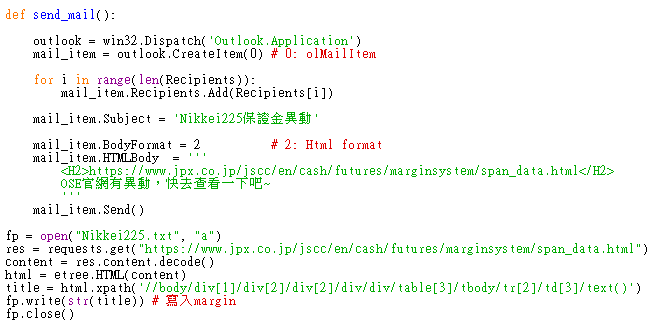 def send_mail():
outlook = win32.Dispatch('Outlook.Application')
mail_item = outlook.CreateItem(0) # 0: olMailItem
for i in range(len(Recipients)):
mail_item.Recipients.Add(Recipients[i])
mail_item.Subject = 'Nikkei225保證金異動'
mail_item.BodyFormat = 2 # 2: Html format
mail_item.HTMLBody = '''
<H2>https://www.jpx.co.jp/jscc/en/cash/futures/marginsystem/span_data.html</H2>
OSE官網有異動，快去查看一下吧~
'''
mail_item.Send()
fp = open("Nikkei225.txt", "a")
res = requests.get("https://www.jpx.co.jp/jscc/en/cash/futures/marginsystem/span_data.html")
content = res.content.decode()
html = etree.HTML(content)
title = html.xpath('//body/div[1]/div[2]/div[2]/div/div/table[3]/tbody/tr[2]/td[3]/text()')
fp.write(str(title)) # 寫入margin
fp.close()